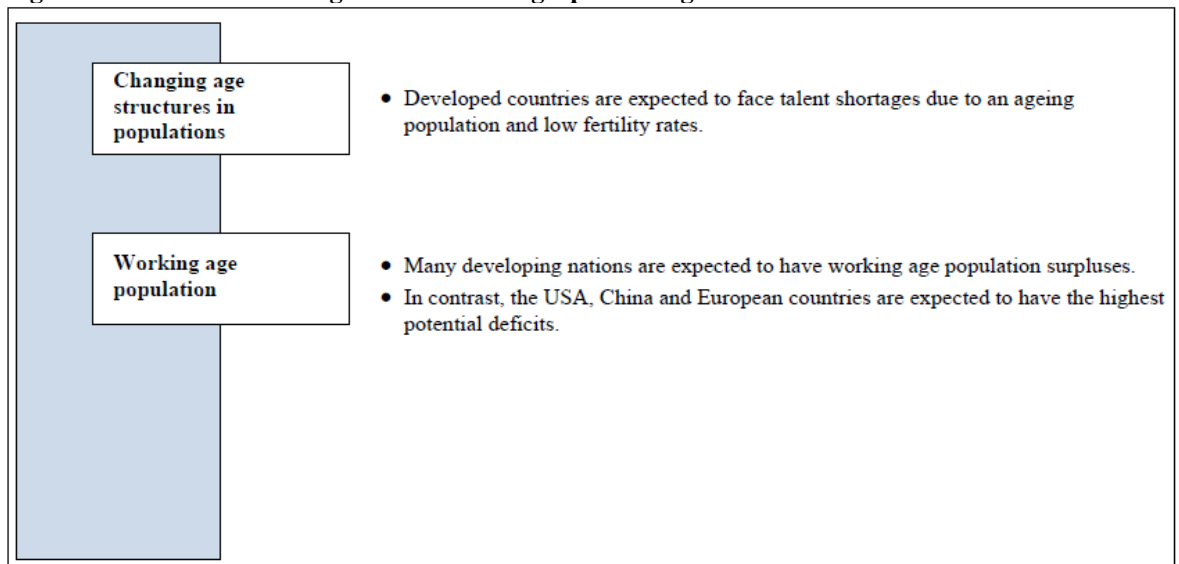 Changing age
structures in
populations
• Developed countries are expected to face talent shortages due to an ageing
population and low fertility rates.
Working age
population
• Many developing nations are expected to have working age population surpluses.
• In contrast, the USA, China and European countries are expected to have the highest
potential deficits.